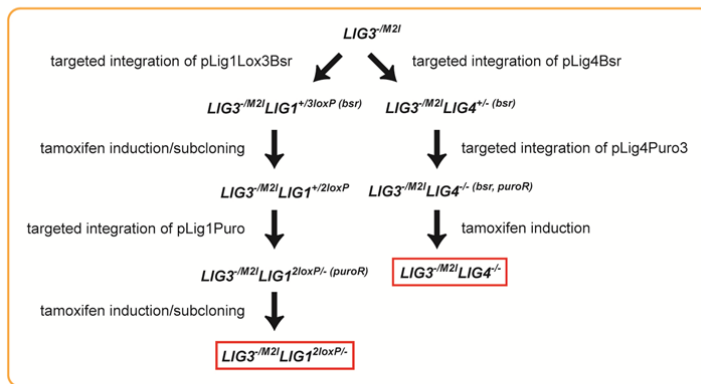 LIG3-/M2I
targeted integration of pLig1Lox3Bsr
targeted integration of pLig4Bsr
LIG3-/M2ILIG1+/3loxP (bsr)
LIG3-/M2ILIG4+/- (bsr)
tamoxifen induction/subcloning
targeted integration of pLig4Puro3
LIG3-/M2ILIG1+/2loxP
LIG3-/M2ILIG4-/- (bsr, puroR)
targeted integration of pLig1Puro
tamoxifen induction
LIG3-/M2ILIG12loxP/- (puroR)
LIG3-/M2ILIG4-/-
tamoxifen induction/subcloning
LIG3-/M2ILIG12loxP/-